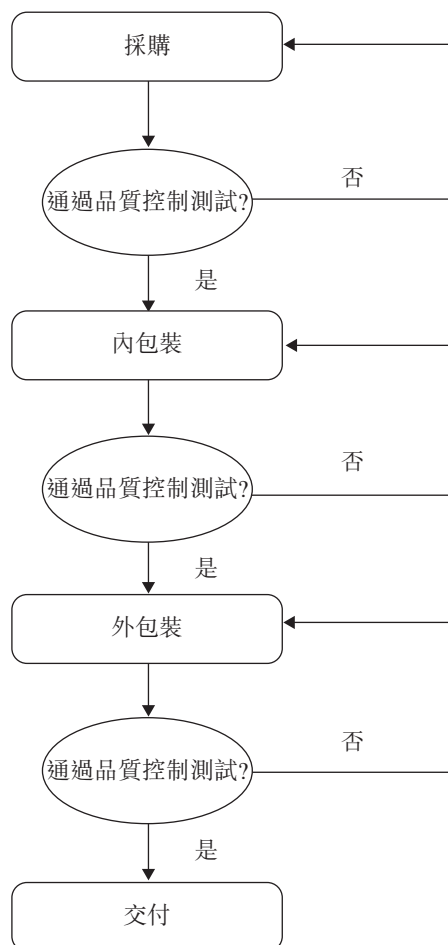 採購
通過品質控制測試?
否
是
內包裝
通過品質控制測試?
否
是
外包裝
通過品質控制測試?
否
是
交付